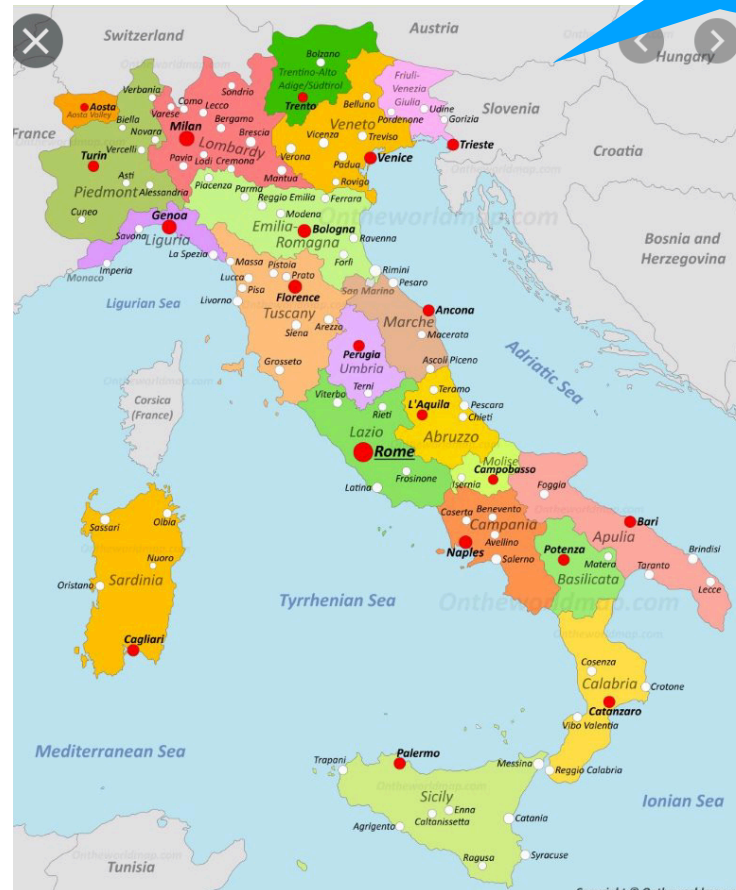 Switzerland
Austria
Hungary
Slovenia
Croatia
Bosnia and
Herzegovina
France
Monaco
Corsica
(France)
Tunisia
Ontheworldmap.com
Bolzano
Trentino-Alto
Adige/Südtirol
Trento
Friuli-
Venezia
Giulia
Udine
Pordenone
Gorizia
Trieste
Belluno
Veneto
Vicenza
Treviso
Verona
Padua
Venice
Rovigo
Aosta
Aosta Valley
Verbania
Biella
Novara
Vercelli
Turin
Asti
Piedmont
Alessandria
Cuneo
Sondrio
Como
Lecco
Varese
Bergamo
Milan
Brescia
Lombardy
Pavia
Lodi
Cremona
Mantua
Genoa
Savona
Liguria
La Spezia
Imperia
Piacenza
Parma
Reggio Emilia
Ferrara
Modena
Emilia-
Romagna
Bologna
Ravenna
Forlì
Rimini
San Marino
Massa
Pistoia
Lucca
Prato
Pisa
Florence
Livorno
Tuscany
Siena
Arezza
Grosseto
Pesaro
Ancona
Marche
Macerata
Ascoli Piceno
Perugia
Umbria
Terni
Viterbo
Rieti
Lazio
Rome
Frosinone
Latina
Teramo
L'Aquila
Pescara
Chieti
Abruzzo
Molise
Campobasso
Isernia
Caserta
Benevento
Campania
Avellino
Naples
Salerno
Foggia
Bari
Apulia
Brindisi
Taranto
Lecce
Potenza
Matera
Basilicata
Cosenza
Calabria
Crotone
Catanzaro
Vibo Valentia
Reggio Calabria
Palermo
Trapani
Messina
Sicily
Enna
Caltanissetta
Catania
Agrigento
Ragusa
Syracuse
Sassari
Olbia
Nuoro
Oristano
Sardinia
Cagliari
Ligurian Sea
Adriatic Sea
Tyrrhenian Sea
Ontheworldmap.com
Mediterranean Sea
Ionian Sea